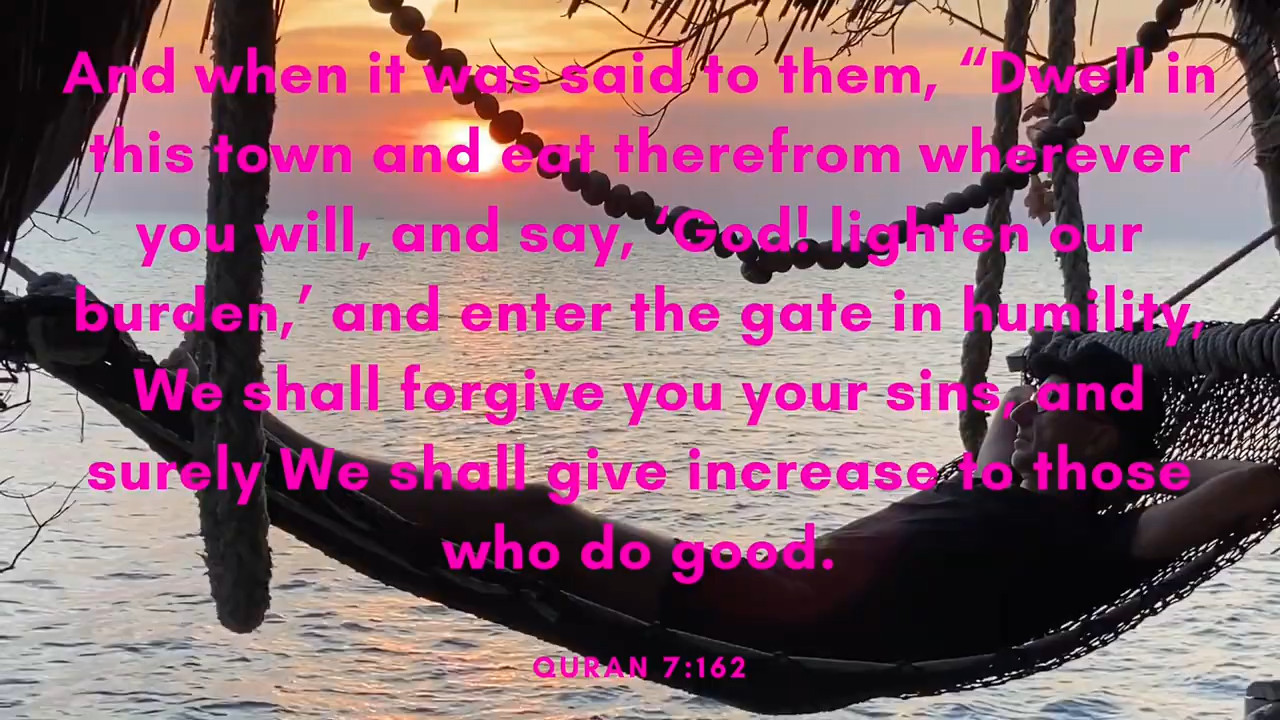 And when it was said to them, “Dwell in
this town and eat therefrom wherever
you will, and say, ‘God! lighten our
burden,’ and enter the gate in humility,
We shall forgive you your sins, and
surely We shall give increase to those
who do good.
QURAN 7:162